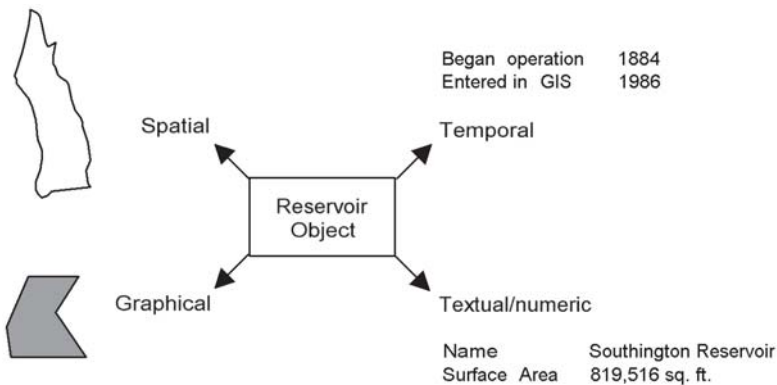 Began operation 1884
Entered in GIS 1986
Spatial
Temporal
Reservoir
Object
Graphical
Textual/numeric
Name Southington Reservoir
Surface Area 819,516 sq. ft.